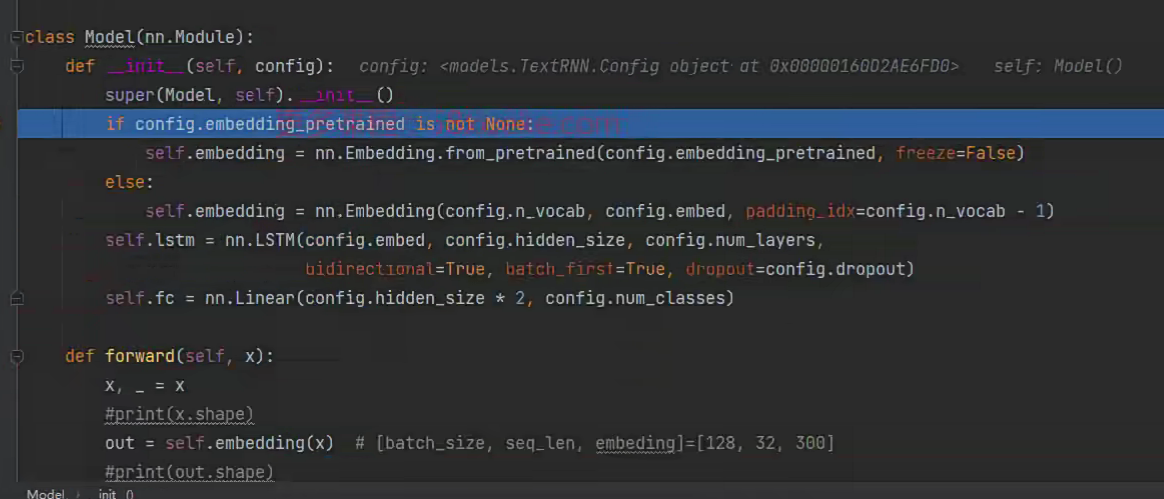 class Model(nn.Module):
def __init__(self, config): config: <models.TextRNN.Config object at 0x00000160D2AE6FD0> self: Model()
super(Model, self).__init__()
if config.embedding_pretrained is not None:
self.embedding = nn.Embedding.from_pretrained(config.embedding_pretrained, freeze=False)
else:
self.embedding = nn.Embedding(config.n_vocab, config.embed, padding_idx=config.n_vocab - 1)
self.lstm = nn.LSTM(config.embed, config.hidden_size, config.num_layers,
bidirectional=True, batch_first=True, dropout=config.dropout)
self.fc = nn.Linear(config.hidden_size * 2, config.num_classes)
def forward(self, x):
x, _ = x
#print(x.shape)
out = self.embedding(x) # [batch_size, seq_len, embeding]=[128, 32, 300]
#print(out.shape)
Model › init ()